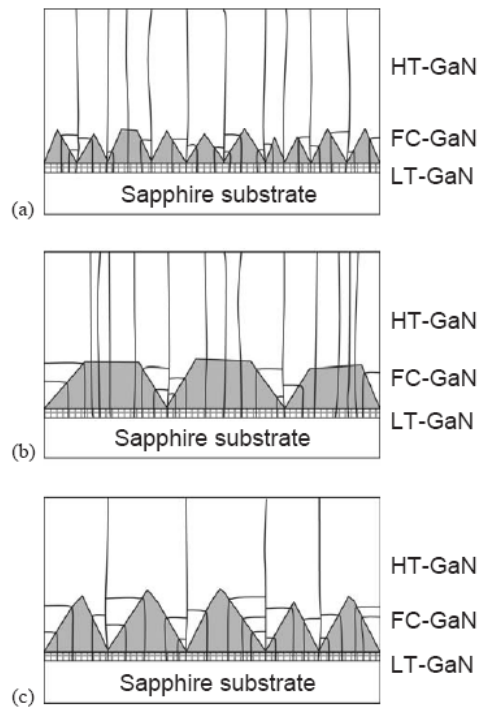 HT-GaN
FC-GaN
LT-GaN
Sapphire substrate
(a)
HT-GaN
FC-GaN
LT-GaN
Sapphire substrate
(b)
HT-GaN
FC-GaN
LT-GaN
Sapphire substrate
(c)